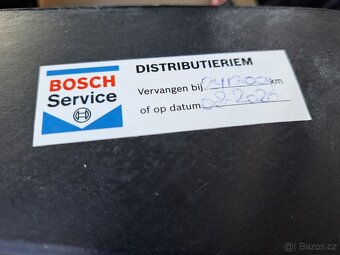 BOSCH
Service
DISTRIBUTIERIEM
Vervangen bij km
of op datum
Bazos.cz